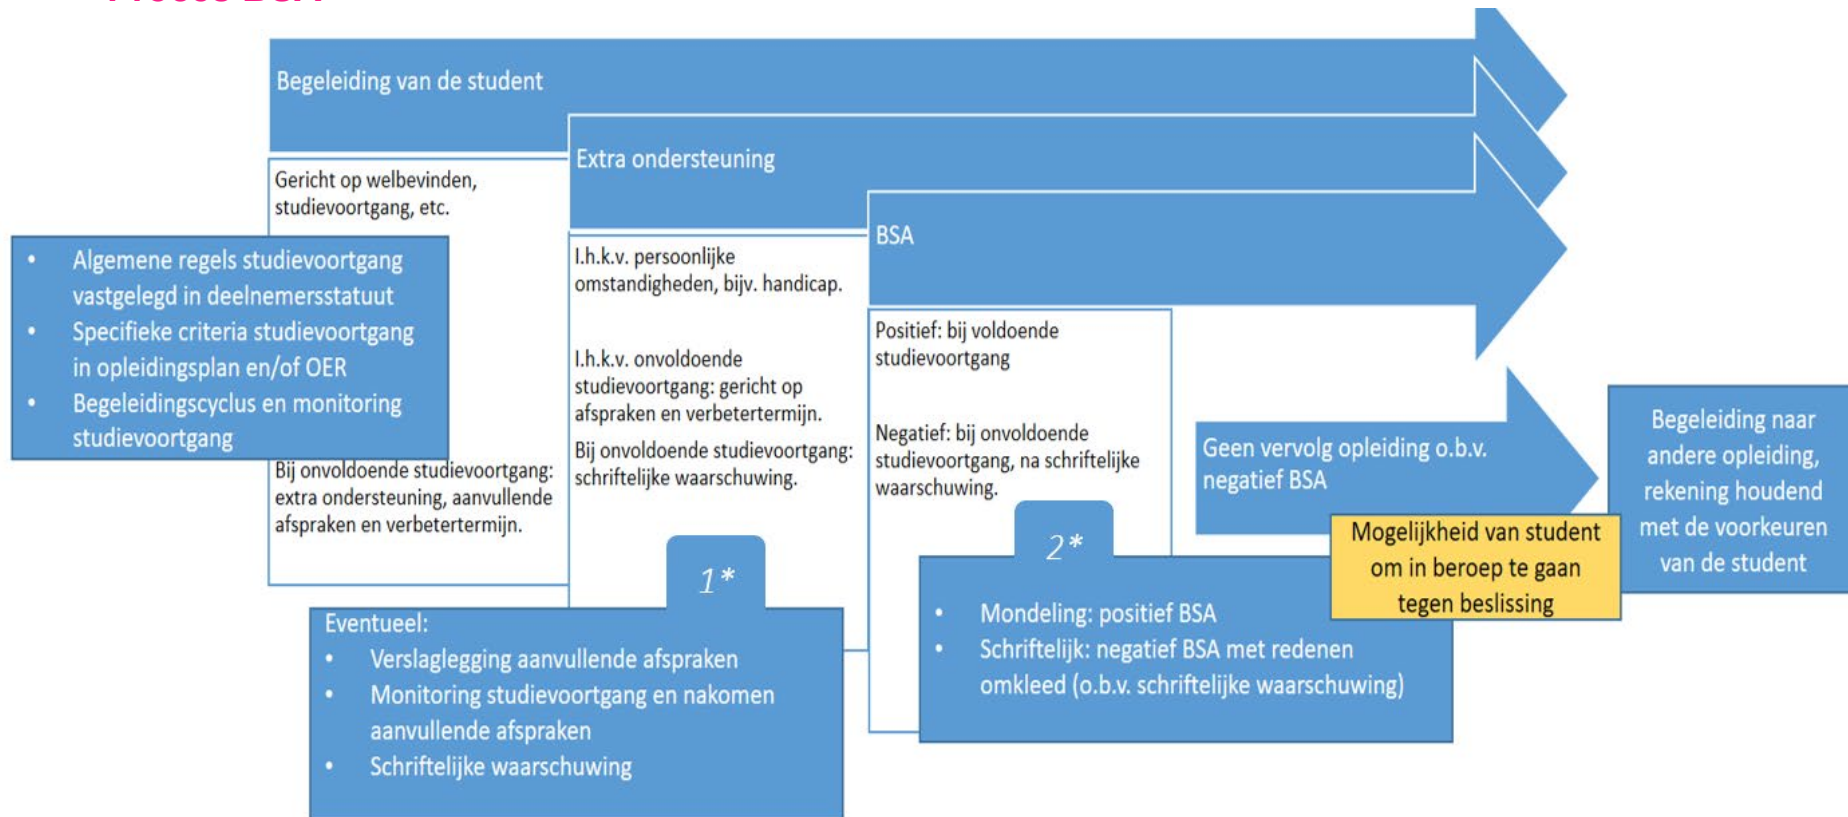 Proces BSA
Begeleiding van de student
Gericht op welbevinden,
studievoortgang, etc.
• Algemene regels studievoortgang
vastgelegd in deelnemersstatuut
• Specifieke criteria studievoortgang
in opleidingsplan en/of OER
• Begeleidingscyclus en monitoring
studievoortgang
Bij onvoldoende studievoortgang:
extra ondersteuning, aanvullende
afspraken en verbetertermijn.
Extra ondersteuning
I.h.k.v. persoonlijke
omstandigheden, bijv. handicap.
I.h.k.v. onvoldoende
studievoortgang: gericht op
afspraken en verbetertermijn.
Bij onvoldoende studievoortgang:
schriftelijke waarschuwing.
1*
Eventueel:
• Verslaglegging aanvullende afspraken
• Monitoring studievoortgang en nakomen
aanvullende afspraken
• Schriftelijke waarschuwing
BSA
Positief: bij voldoende
studievoortgang
Negatief: bij onvoldoende
studievoortgang, na schriftelijke
waarschuwing.
2*
• Mondeling: positief BSA
• Schriftelijk: negatief BSA met redenen
omkleed (o.b.v. schriftelijke waarschuwing)
Geen vervolg opleiding o.b.v.
negatief BSA
Mogelijkheid van student
om in beroep te gaan
tegen beslissing
Begeleiding naar
andere opleiding,
rekening houdend
met de voorkeuren
van de student